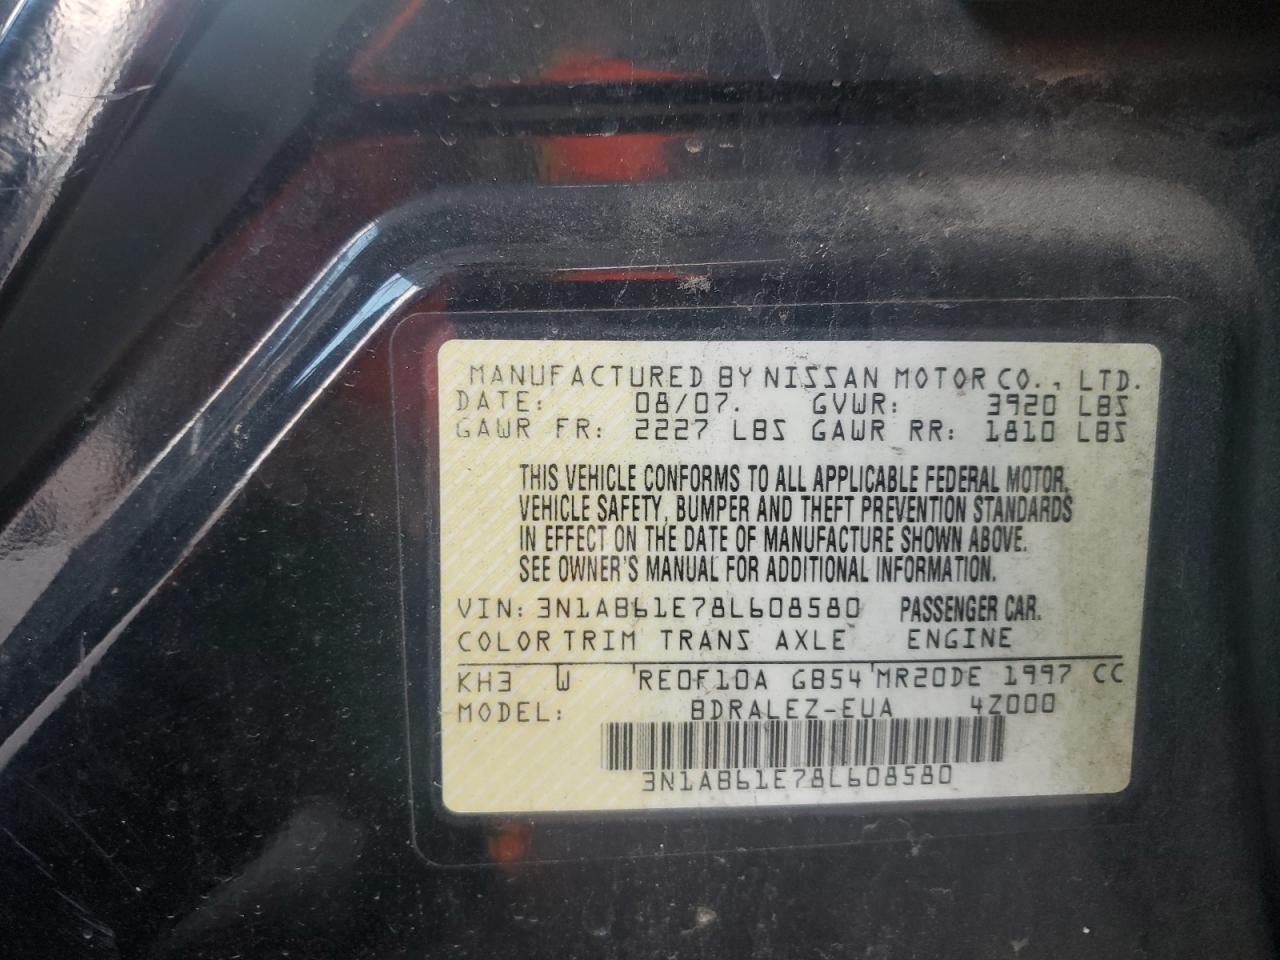 MANUFACTURED BY NISSAN MOTOR CO., LTD.
DATE: 08/07. GVWR: 3920 LBS
GAWR FR: 2227 LBS GAWR RR: 1810 LBS
THIS VEHICLE CONFORMS TO ALL APPLICABLE FEDERAL MOTOR,
VEHICLE SAFETY, BUMPER AND THEFT PREVENTION STANDARDS
IN EFFECT ON THE DATE OF MANUFACTURE SHOWN ABOVE.
SEE OWNER'S MANUAL FOR ADDITIONAL INFORMATION.
VIN: 3N1AB61E78L608580 PASSENGER CAR.
COLOR TRIM TRANS AXLE ENGINE
KH3 W RE0F10A GB54 MR20DE 1997 CC
MODEL: BDRALEZ-EUA 4Z000
3N1AB61E78L608580